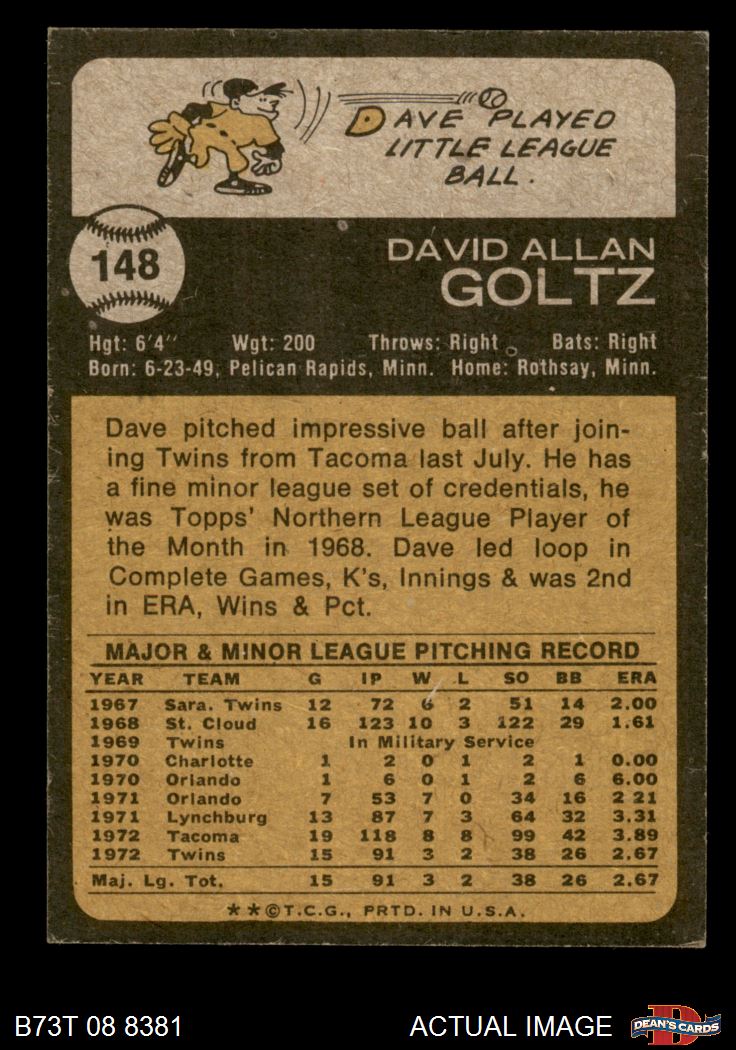 DAVE PLAYED
LITTLE LEAGUE
BALL.
148
DAVID ALLAN
GOLTZ
Hgt: 6'4" Wgt: 200 Throws: Right Bats: Right
Born: 6-23-49, Pelican Rapids, Minn. Home: Rothsay, Minn.
Dave pitched impressive ball after join-
ing Twins from Tacoma last July. He has
a fine minor league set of credentials, he
was Topps' Northern League Player of
the Month in 1968. Dave led loop in
Complete Games, K's, Innings & was 2nd
in ERA, Wins & Pct.
MAJOR & MINOR LEAGUE PITCHING RECORD
YEAR TEAM G IP W L SO BB ERA
1967 Sara. Twins 12 72 6 2 51 14 2.00
1968 St. Cloud 16 123 10 3 122 29 1.61
1969 Twins In Military Service
1970 Charlotte 1 2 0 1 2 1 0.00
1970 Orlando 1 6 0 1 2 6 6.00
1971 Orlando 7 53 7 0 34 16 2 21
1971 Lynchburg 13 87 7 3 64 32 3.31
1972 Tacoma 19 118 8 8 99 42 3.89
1972 Twins 15 91 3 2 38 26 2.67
Maj. Lg. Tot. 15 91 3 2 38 26 2.67
**©T.C.G., PRTD. IN U.S.A.
B73T 08 8381 ACTUAL IMAGE
D
DEAN'S CARDS